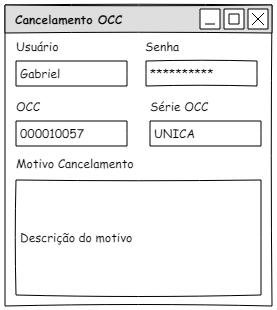 Cancelamento OCC
Usuário Senha
Gabriel **********
OCC Série OCC
000010057 UNICA
Motivo Cancelamento
Descrição do motivo